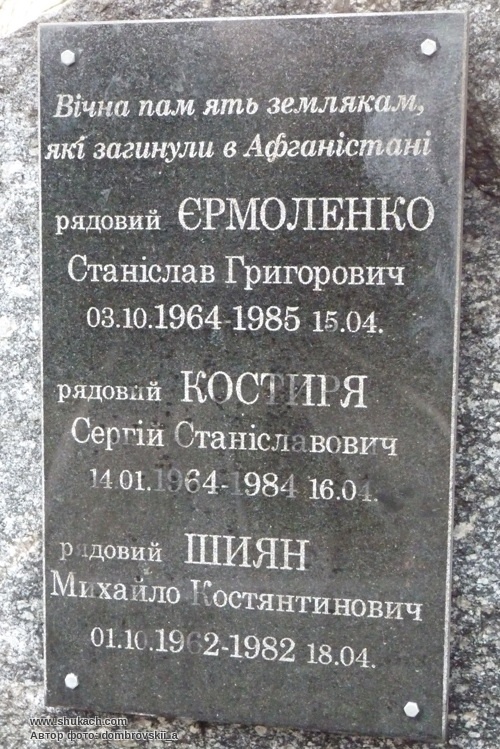 Вічна пам ять землякам,
які загинули в Афганістані
рядовий ЄРМОЛЕНКО
Станіслав Григорович
03.10.1964-1985 15.04.
рядовий КОСТИРЯ
Сергій Станіславович
14.01.1964-1984 16.04.
рядовий ШИЯН
Михайло Костянтинович
01.10.1962-1982 18.04.
www.shukach.com
Автор фото: dombrovskii_a